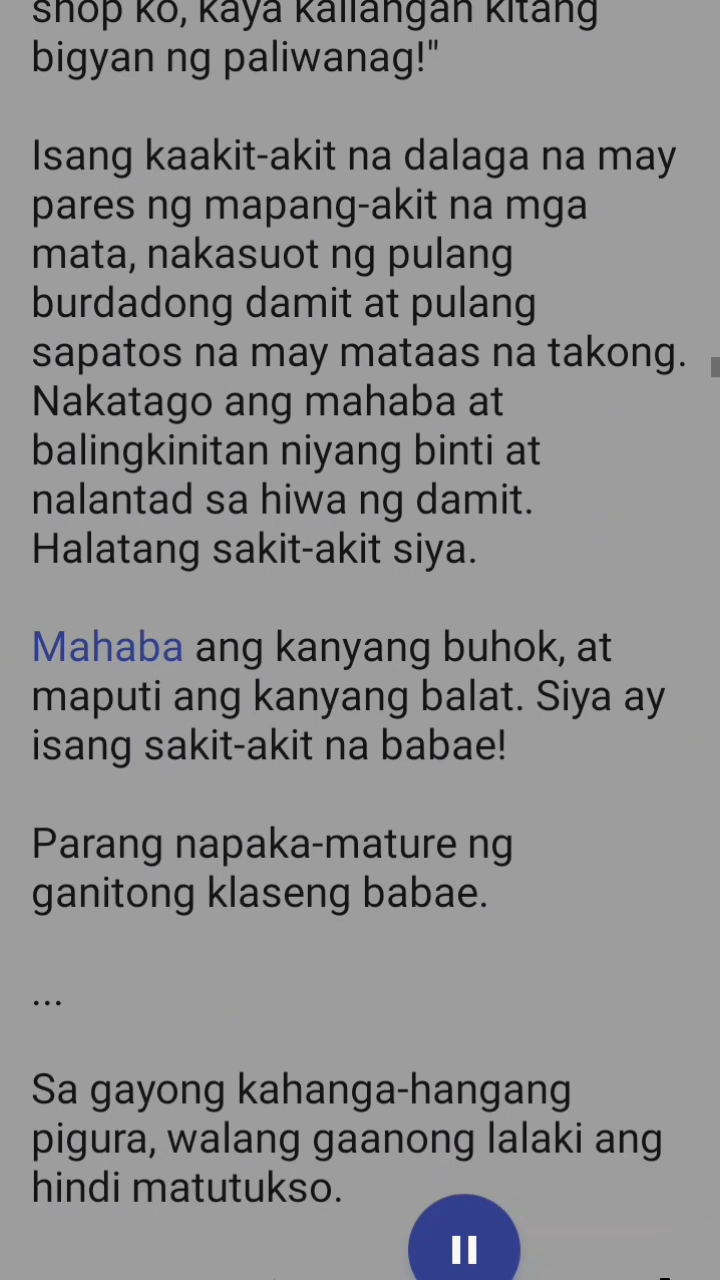 shop ko, kaya kailangan kitang
bigyan ng paliwanag!"
Isang kaakit-akit na dalaga na may
pares ng mapang-akit na mga
mata, nakasuot ng pulang
burdadong damit at pulang
sapatos na may mataas na takong.
Nakatago ang mahaba at
balingkinitan niyang binti at
nalantad sa hiwa ng damit.
Halatang sakit-akit siya.
Mahaba ang kanyang buhok, at
maputi ang kanyang balat. Siya ay
isang sakit-akit na babae!
Parang napaka-mature ng
ganitong klaseng babae.
...
Sa gayong kahanga-hangang
pigura, walang gaanong lalaki ang
hindi matutukso.